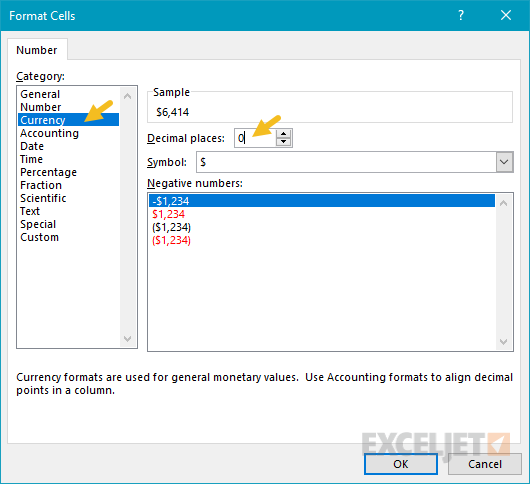 Format Cells
?
Number
Category:
General
Number
Currency
Accounting
Date
Time
Percentage
Fraction
Scientific
Text
Special
Custom
Sample
$6,414
Decimal places: 0
Symbol: $
Negative numbers:
-$1,234
$1,234
($1,234)
($1,234)
Currency formats are used for general monetary values.  Use Accounting formats to align decimal
points in a column.
EXCELJET
OK
Cancel